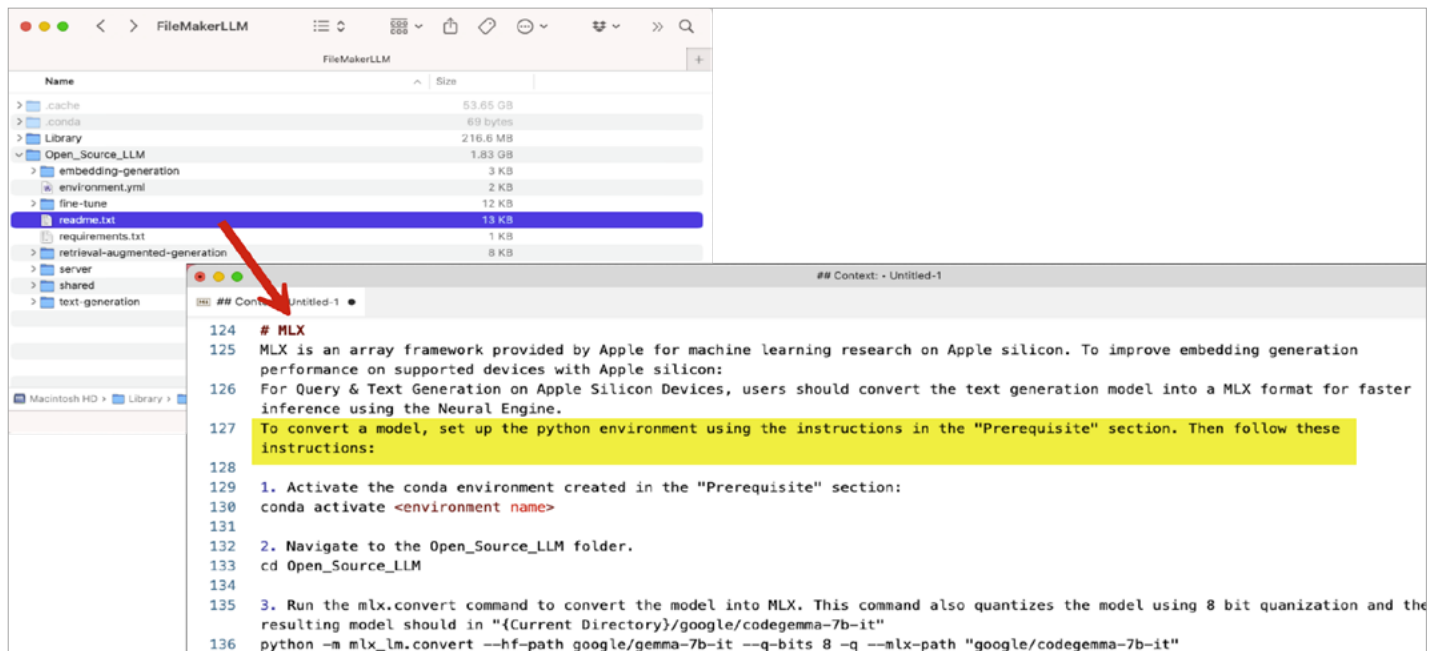 FileMakerLLM
FileMakerLLM
+
Name Size
.cache 53.65 GB
.conda 69 bytes
Library 216.6 MB
Open_Source_LLM 1.83 GB
embedding-generation 3 KB
environment.yml 2 KB
fine-tune 12 KB
readme.txt 13 KB
requirements.txt 1 KB
retrieval-augmented-generation 8 KB
server
shared
text-generation
Macintosh HD › Library ›
## Context: • Untitled-1
## Cont Untitled-1 ●
124 # MLX
125 MLX is an array framework provided by Apple for machine learning research on Apple silicon. To improve embedding generation
performance on supported devices with Apple silicon:
126 For Query & Text Generation on Apple Silicon Devices, users should convert the text generation model into a MLX format for faster
inference using the Neural Engine.
127 To convert a model, set up the python environment using the instructions in the "Prerequisite" section. Then follow these
instructions:
128
129 1. Activate the conda environment created in the "Prerequisite" section:
130 conda activate <environment name>
131
132 2. Navigate to the Open_Source_LLM folder.
133 cd Open_Source_LLM
134
135 3. Run the mlx.convert command to convert the model into MLX. This command also quantizes the model using 8 bit quanization and the
resulting model should in "{Current Directory}/google/codegemma-7b-it"
136 python -m mlx_lm.convert --hf-path google/gemma-7b-it --q-bits 8 -q --mlx-path "google/codegemma-7b-it"